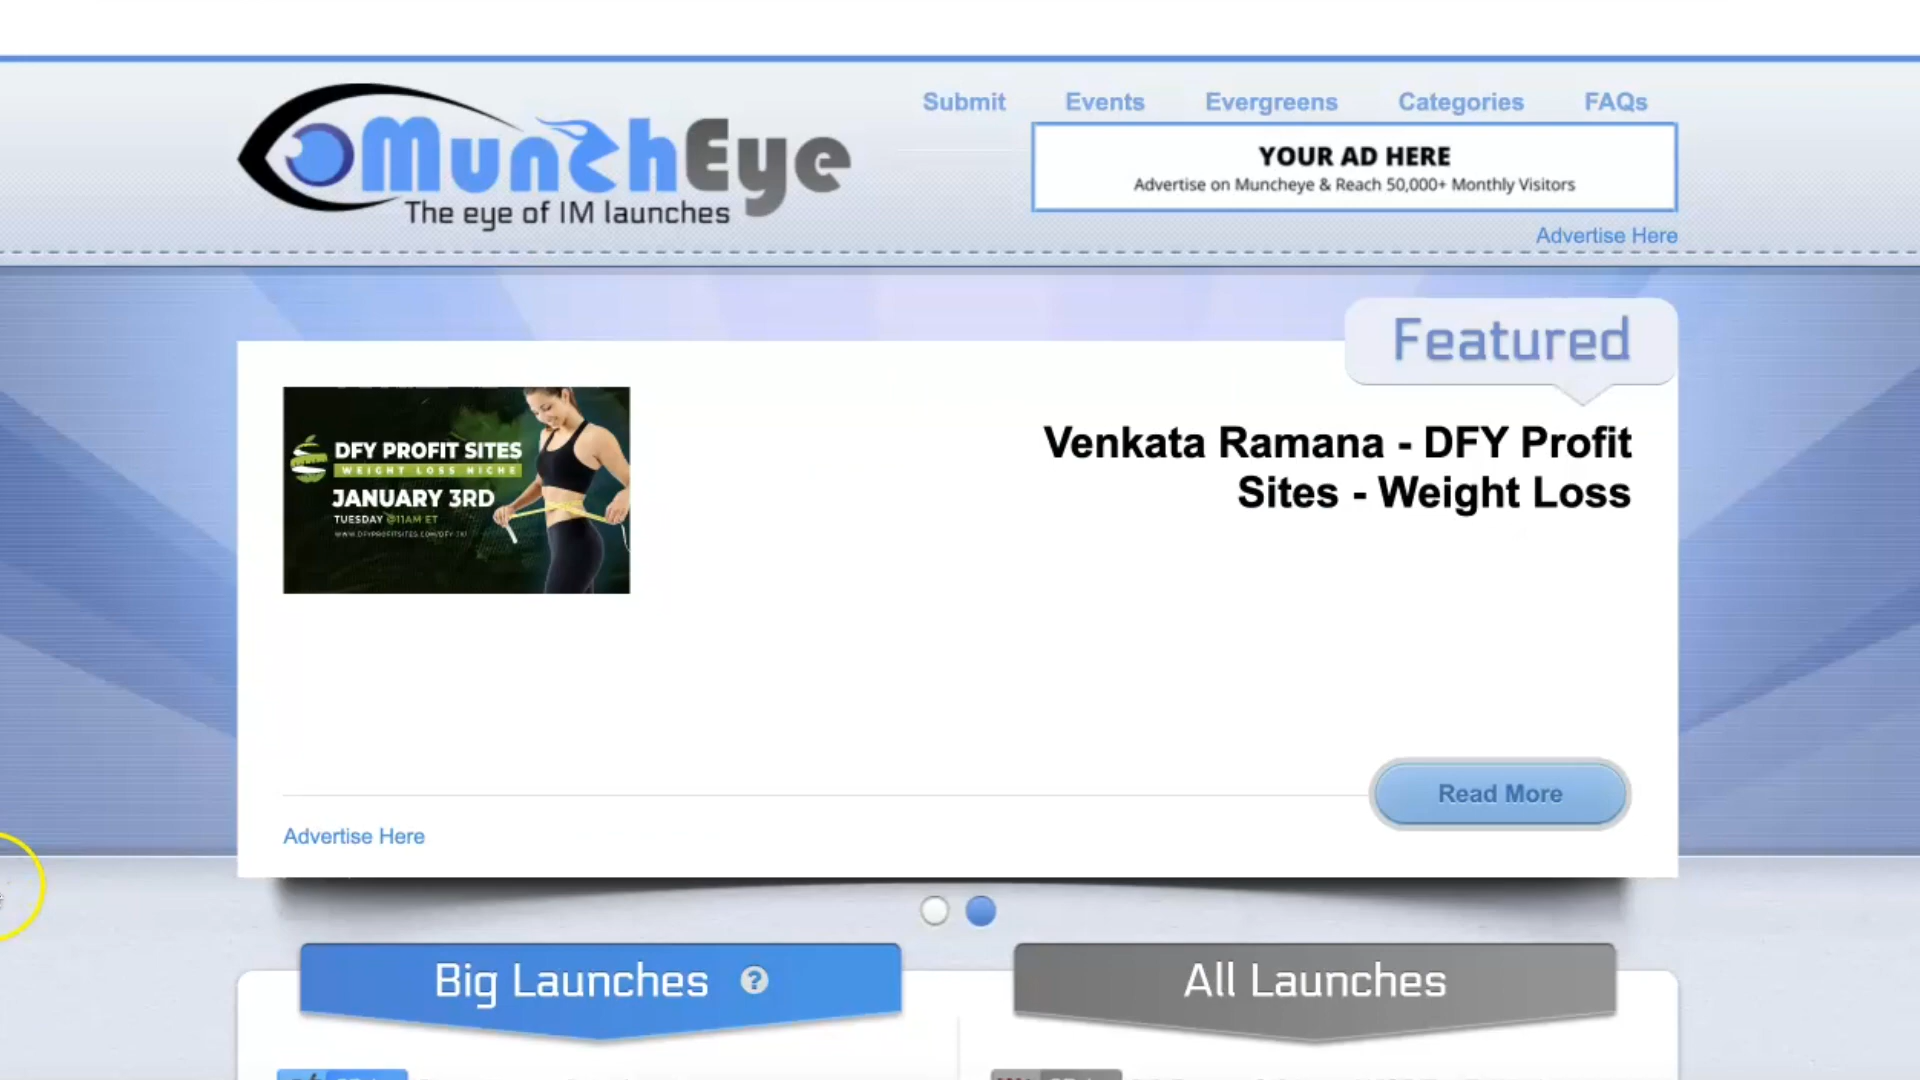 Submit
Events
Evergreens
Categories
FAQs
MunchEye
The eye of IM launches
YOUR AD HERE
Advertise on Muncheye & Reach 50,000+ Monthly Visitors
Advertise Here
Featured
DFY PROFIT SITES
WEIGHT LOSS NICHE
JANUARY 3RD
TUESDAY @11AM ET
Venkata Ramana - DFY Profit
Sites - Weight Loss
Read More
Advertise Here
Big Launches ?
All Launches